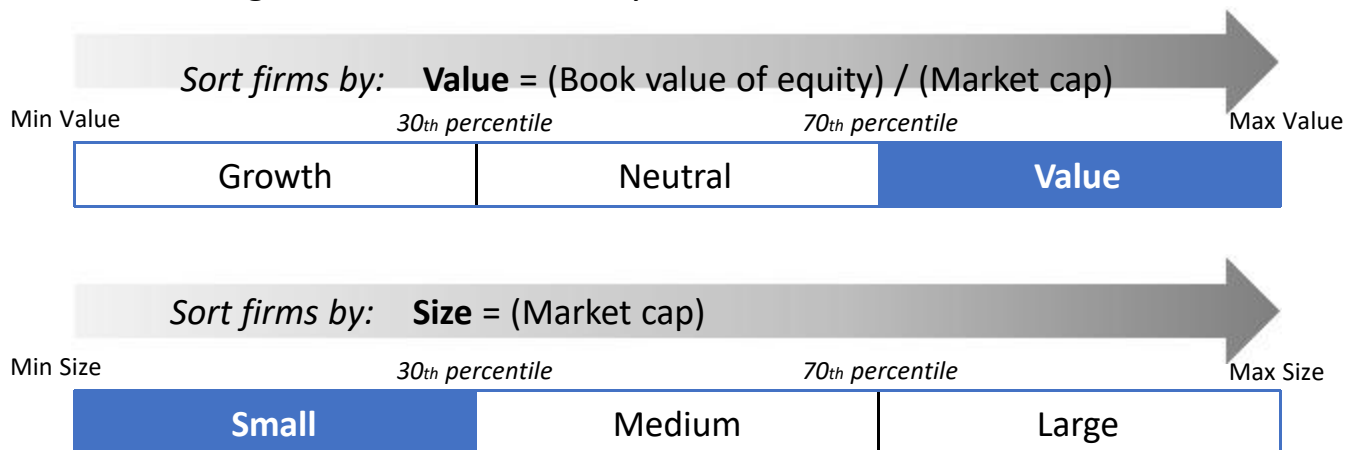 Sort firms by: Value = (Book value of equity) / (Market cap)
Min Value 30th percentile 70th percentile Max Value
Growth Neutral Value
Sort firms by: Size = (Market cap)
Min Size 30th percentile 70th percentile Max Size
Small Medium Large